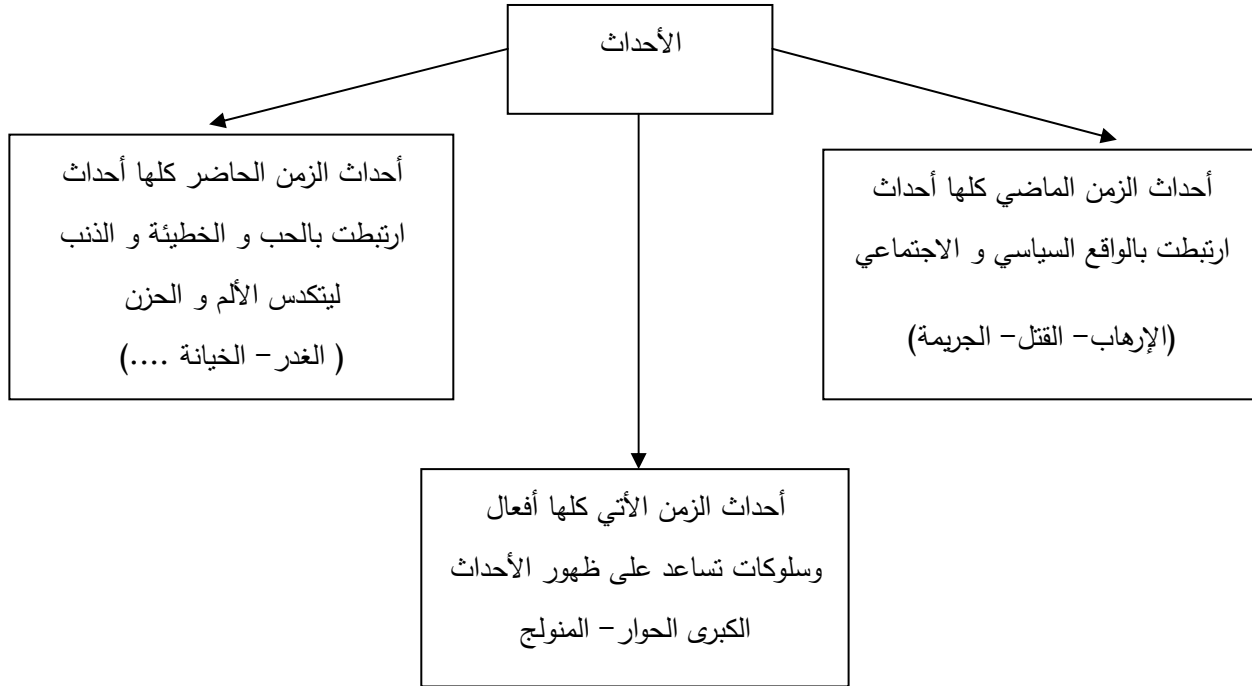 الأحداث
أحداث الزمن الماضي كلها أحداث
ارتبطت بالواقع السياسي و الاجتماعي
(الإرهاب– القتل– الجريمة)
أحداث الزمن الحاضر كلها أحداث
ارتبطت بالحب و الخطيئة و الذنب
ليتكدس الألم و الحزن
( الغدر– الخيانة ....)
أحداث الزمن الأتي كلها أفعال
وسلوكات تساعد على ظهور الأحداث
الكبرى الحوار– المنولج